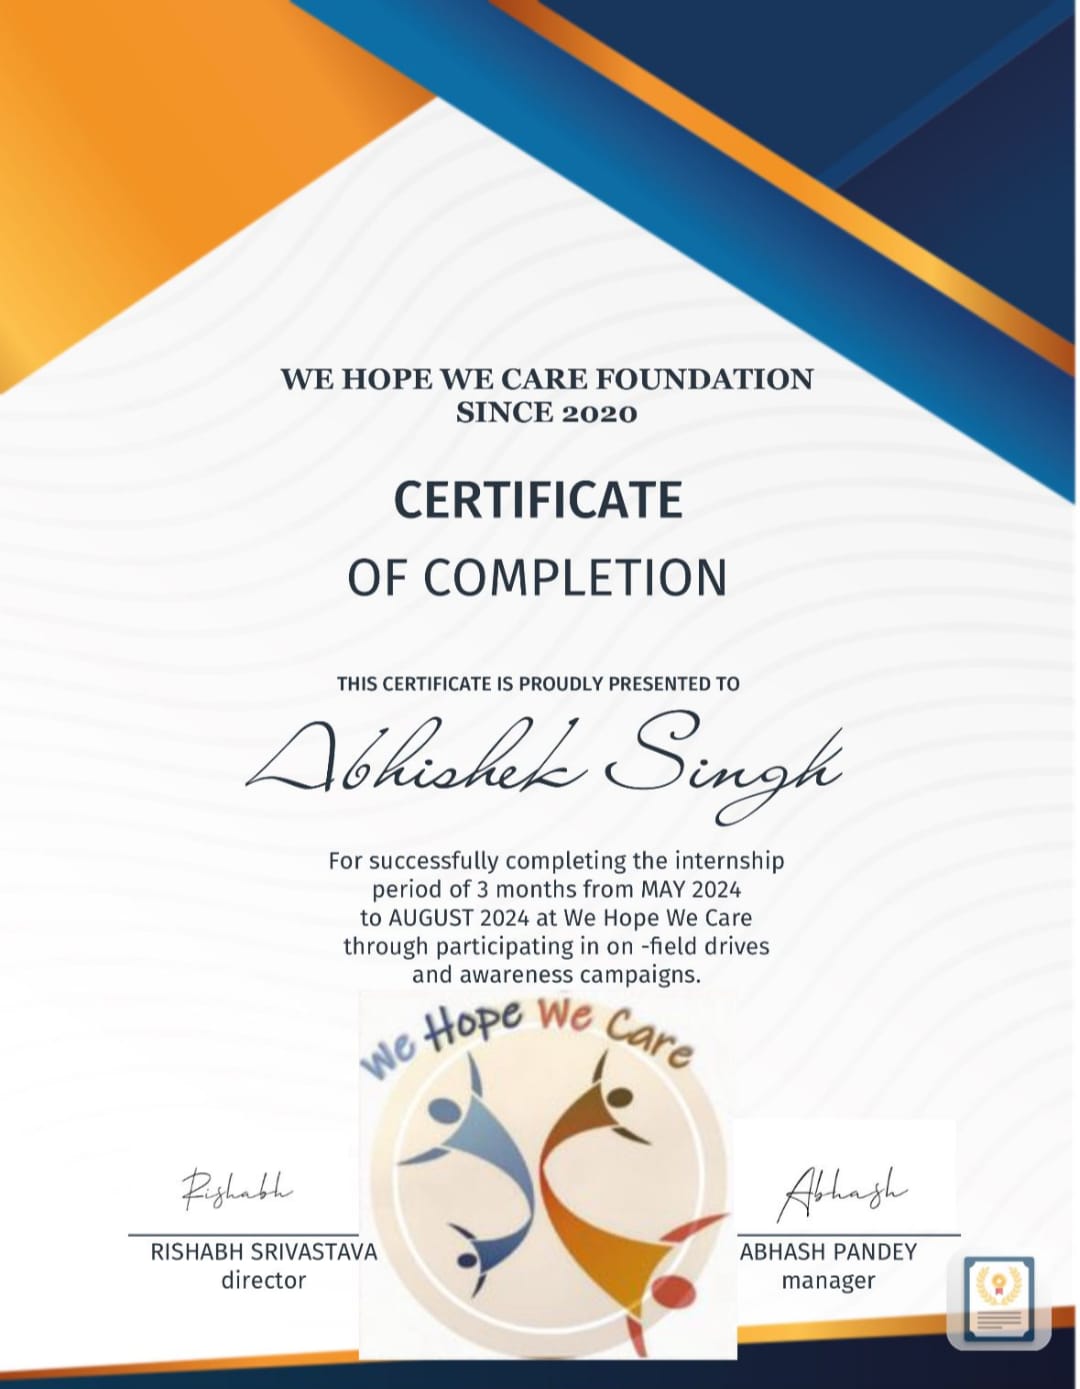 WE HOPE WE CARE FOUNDATION
SINCE 2020
CERTIFICATE
OF COMPLETION
THIS CERTIFICATE IS PROUDLY PRESENTED TO
Abhishek Singh
For successfully completing the internship
period of 3 months from MAY 2024
to AUGUST 2024 at We Hope We Care
through participating in on -field drives
and awareness campaigns.
We Hope We Care
Rishabh
RISHABH SRIVASTAVA
director
Abhash
ABHASH PANDEY
manager